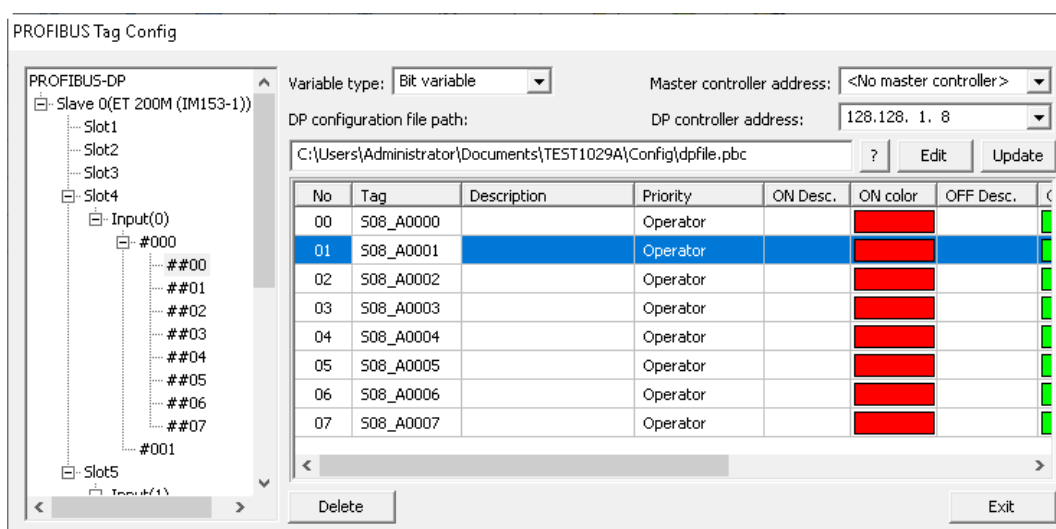 PROFIBUS Tag Config
PROFIBUS-DP
Slave 0(ET 200M (IM153-1))
Slot1
Slot2
Slot3
Slot4
Input(0)
#000
##00
##01
##02
##03
##04
##05
##06
##07
#001
Slot5
Input(1)
Variable type: Bit variable Master controller address: <No master controller>
DP configuration file path: DP controller address: 128.128. 1. 8
C:\Users\Administrator\Documents\TEST1029A\Config\dpfile.pbc ? Edit Update
No Tag Description Priority ON Desc. ON color OFF Desc.
00 S08_A0000 Operator
01 S08_A0001 Operator
02 S08_A0002 Operator
03 S08_A0003 Operator
04 S08_A0004 Operator
05 S08_A0005 Operator
06 S08_A0006 Operator
07 S08_A0007 Operator
Delete Exit